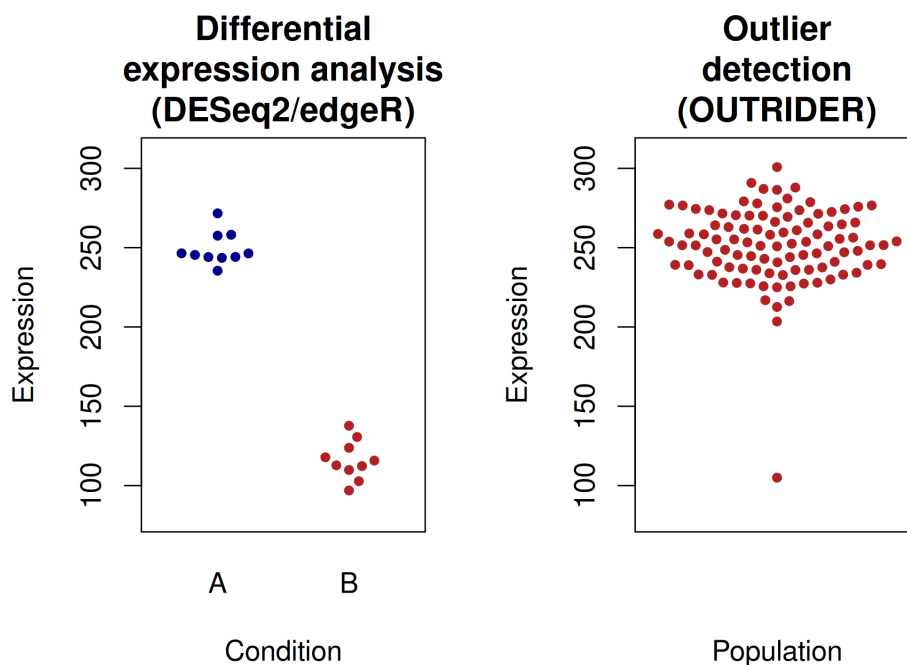 Differential
expression analysis
(DESeq2/edgeR)
Expression
300
250
200
150
100
A
B
Condition
Outlier
detection
(OUTRIDER)
Expression
300
250
200
150
100
Population